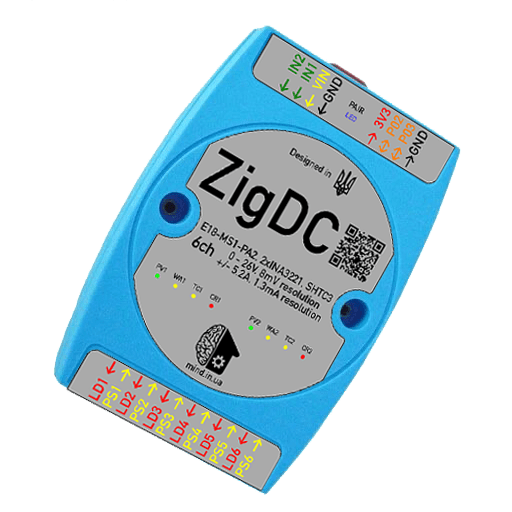 IN2
IN1
VIN
GND
PAIR
LED
3V3
P02
P03
GND
Designed in
ZigDC
E18-MS1-PA2, 2xINA3221, SHTC3
6ch
0 - 26V, 8mV resolution
+/- 5.2A, 1.3mA resolution
PV1
WA1
TC1
CR1
PV2
WA2
TC2
CR2
mind.in.ua
LD1
PS1
LD2
PS2
LD3
PS3
LD4
PS4
LD5
PS5
LD6
PS6